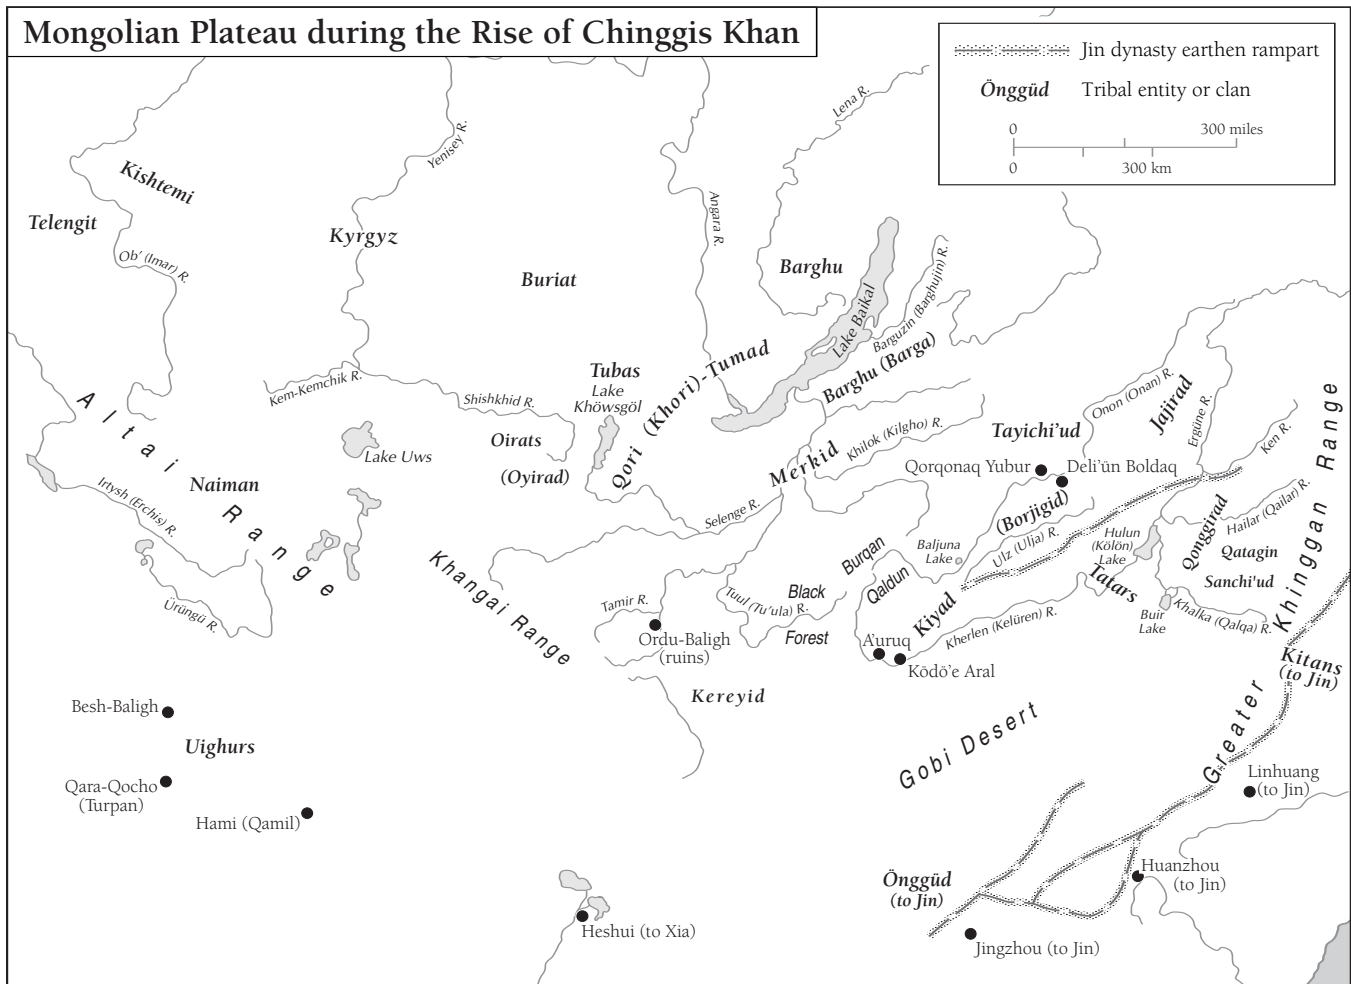 Mongolian Plateau during the Rise of Chinggis Khan
Jin dynasty earthen rampart
Önggüd Tribal entity or clan
0 300 miles
0 300 km
Lena R.
Yenisey R.
Kishtemi
Telengit
Angara R.
Kyrgyz
Ob' (Imar) R.
Buriat
Barghu
Lake Baikal
Barguzin (Barghujin) R.
Barghu (Barga)
Qori (Khori)-Tumad
Tubas
Lake
Khöwsgöl
Kem-Kemchik R.
Shishkhid R.
Onon (Onan) R.
Jajirad
Ergüne R.
Ken R.
Altai Range
Lake Uws
Oirats
(Oyirad)
Merkid
Khilok (Kilgho) R.
Tayichi'ud
Qorqonaq Yubur
Deli'ün Boldaq
Naiman
Irtysh (Erchis) R.
Selenge R.
(Borjigid)
Ulz (Ulja) R.
Hulun
(Kölön)
Lake
Qonggirad
Hailar (Qailar) R.
Qatagin
Sanchi'ud
Greater Khinggan Range
Khangai Range
Baljuna
Lake
Burqan
Qaldun
Tatars
Ürüngü R.
Tamir R.
Tuul (Tu'ula) R.
Black
Forest
Kiyad
Kherlen (Kelüren) R.
Buir
Lake
Khalka (Qalqa) R.
Ordu-Baligh
(ruins)
A'uruq
Ködö'e Aral
Kitans
(to Jin)
Kereyid
Besh-Baligh
Uighurs
Gobi Desert
Qara-Qocho
(Turpan)
Hami (Qamil)
Linhuang
(to Jin)
Önggüd
(to Jin)
Huanzhou
(to Jin)
Heshui (to Xia)
Jingzhou (to Jin)